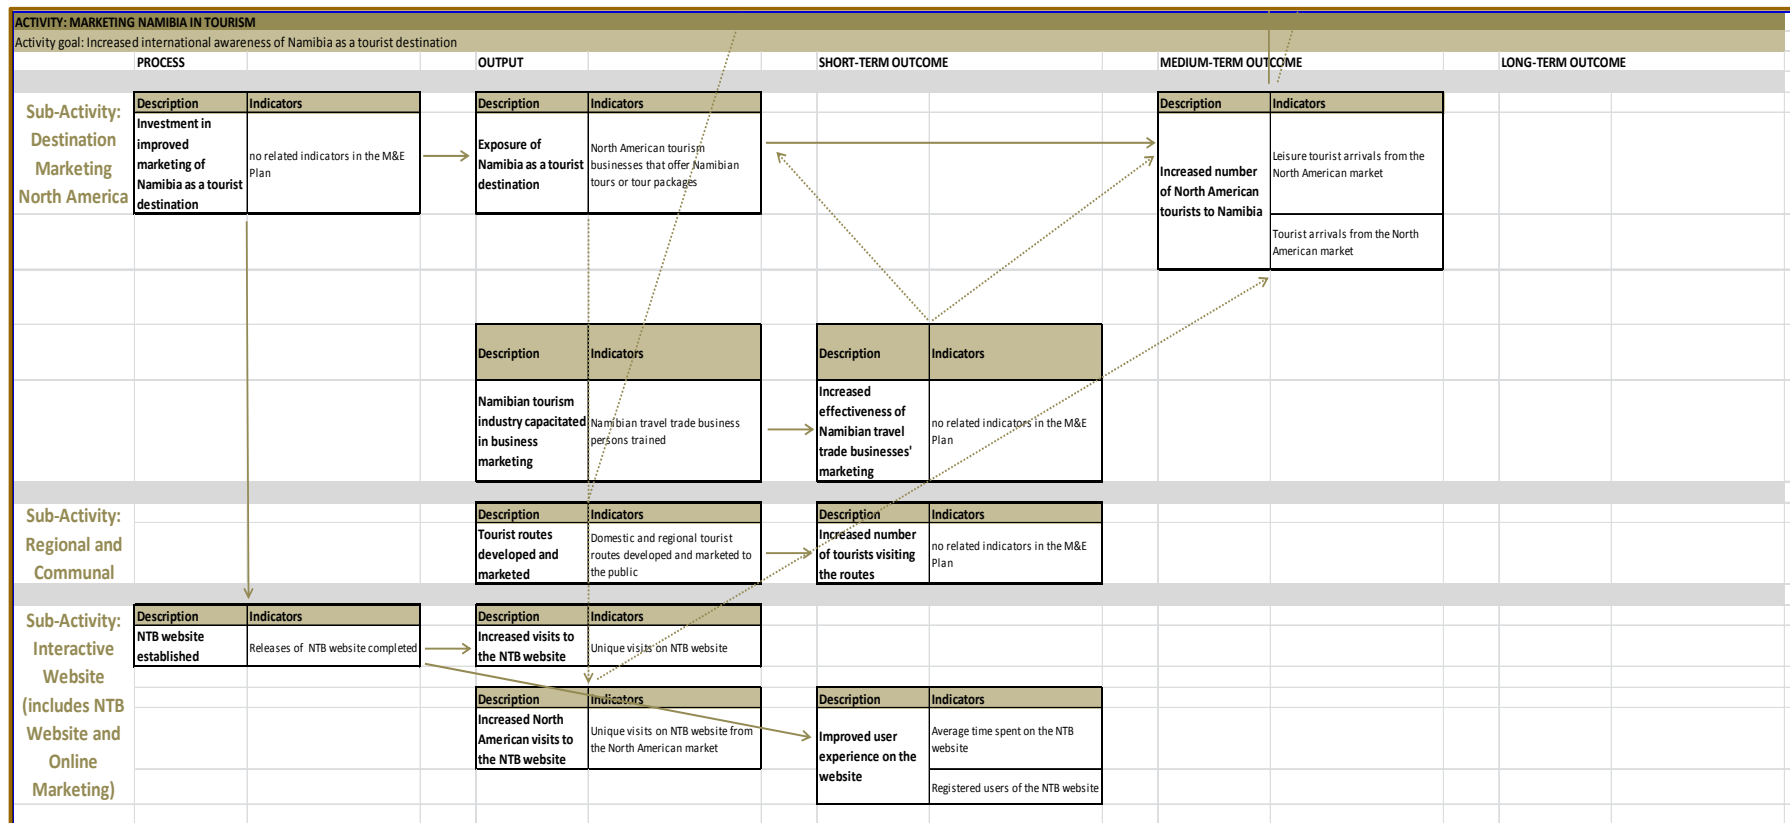 ACTIVITY: MARKETING NAMIBIA IN TOURISM
Activity goal: Increased international awareness of Namibia as a tourist destination
PROCESS
OUTPUT
SHORT-TERM OUTCOME
MEDIUM-TERM OUTCOME
LONG-TERM OUTCOME
Sub-Activity:
Destination
Marketing
North America
Description
Indicators
Investment in
improved
marketing of
Namibia as a tourist
destination
no related indicators in the M&E
Plan
Description
Indicators
Exposure of
Namibia as a tourist
destination
North American tourism
businesses that offer Namibian
tours or tour packages
Description
Indicators
Increased number
of North American
tourists to Namibia
Leisure tourist arrivals from the
North American market
Tourist arrivals from the North
American market
Description
Indicators
Namibian tourism
industry capacitated
in business
marketing
Namibian travel trade business
persons trained
Description
Indicators
Increased
effectiveness of
Namibian travel
trade businesses'
marketing
no related indicators in the M&E
Plan
Sub-Activity:
Regional and
Communal
Description
Indicators
Tourist routes
developed and
marketed
Domestic and regional tourist
routes developed and marketed to
the public
Description
Indicators
Increased number
of tourists visiting
the routes
no related indicators in the M&E
Plan
Sub-Activity:
Interactive
Website
(includes NTB
Website and
Online
Marketing)
Description
Indicators
NTB website
established
Releases of NTB website completed
Description
Indicators
Increased visits to
the NTB website
Unique visits on NTB website
Description
Indicators
Increased North
American visits to
the NTB website
Unique visits on NTB website from
the North American market
Description
Indicators
Improved user
experience on the
website
Average time spent on the NTB
website
Registered users of the NTB website